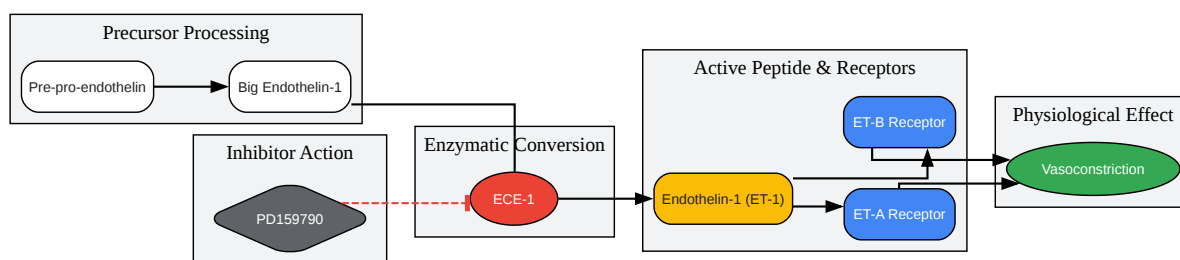 Precursor Processing
Pre-pro-endothelin
Big Endothelin-1
Inhibitor Action
PD159790
Enzymatic Conversion
ECE-1
Active Peptide & Receptors
Endothelin-1 (ET-1)
ET-B Receptor
ET-A Receptor
Physiological Effect
Vasoconstriction